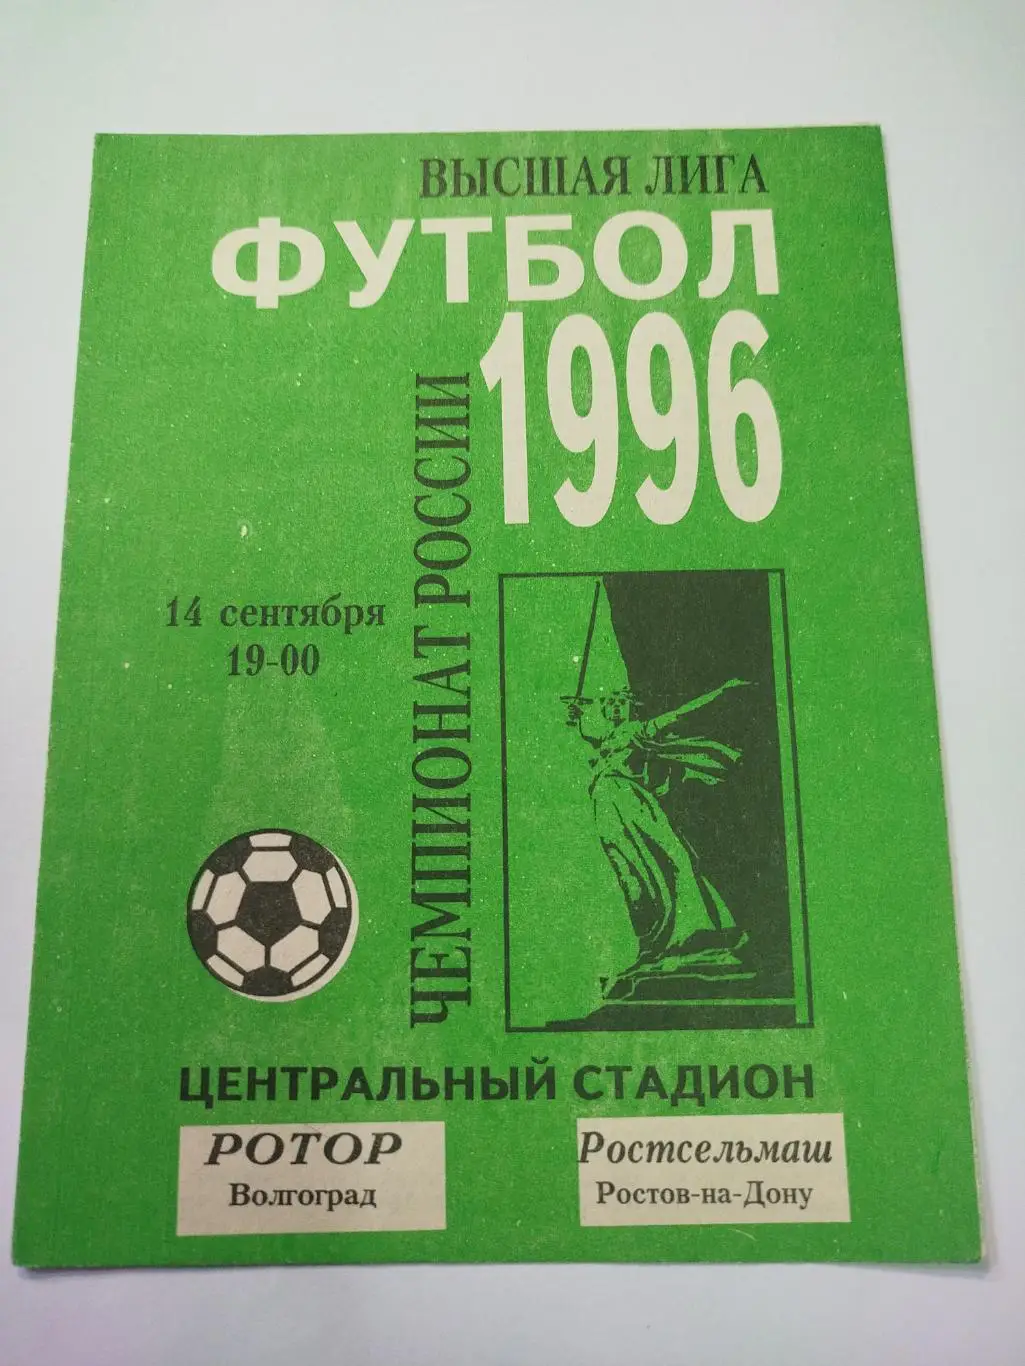 ВЫСШАЯ ЛИГА
ФУТБОЛ
1996
ЧЕМПИОНАТ РОССИИ
14 сентября
19-00
ЦЕНТРАЛЬНЫЙ СТАДИОН
РОТОР
Волгоград
Ростсельмаш
Ростов-на-Дону